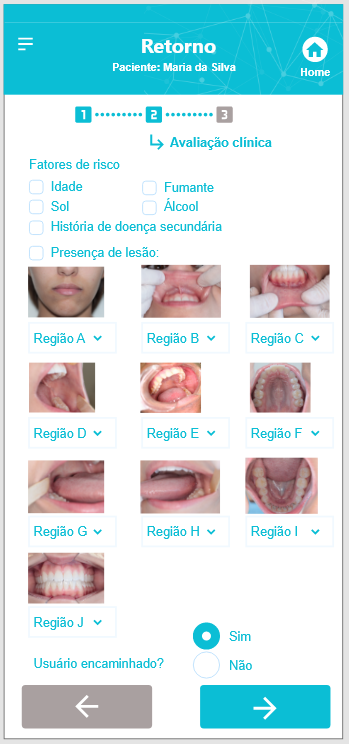 Retorno
Paciente: Maria da Silva
Home
1 2 3
Avaliação clínica
Fatores de risco
Idade
Fumante
Sol
Álcool
História de doença secundária
Presença de lesão:
Região A
Região B
Região C
Região D
Região E
Região F
Região G
Região H
Região I
Região J
Sim
Usuário encaminhado?
Não